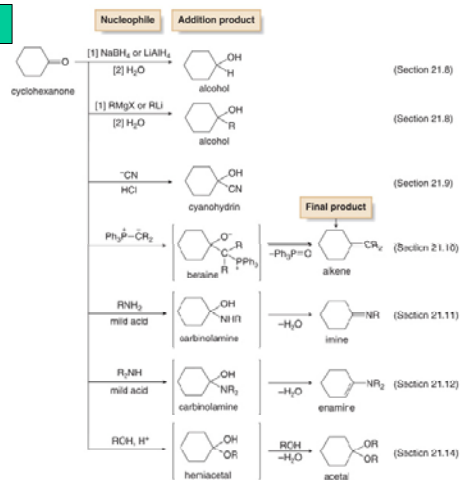 Nucleophile Addition product
[1] NaBH₄ or LiAlH₄
[2] H₂O
O
cyclohexanone
OH
H
alcohol
(Section 21.8)
[1] RMgX or RLi
[2] H₂O
OH
R
alcohol
(Section 21.8)
⁻CN
HCl
OH
CN
cyanohydrin
(Section 21.9)
Final product
Ph₃P⁺–C⁻R₂
O⁻
C R
R PPh₃
+
betaine
–Ph₃P=O
CR₂
alkene
(Section 21.10)
RNH₂
mild acid
OH
NHR
carbinolamine
–H₂O
NR
imine
(Section 21.11)
R₂NH
mild acid
OH
NR₂
carbinolamine
–H₂O
NR₂
enamine
(Section 21.12)
ROH, H⁺
OH
OR
hemiacetal
ROH
–H₂O
OR
OR
acetal
(Section 21.14)